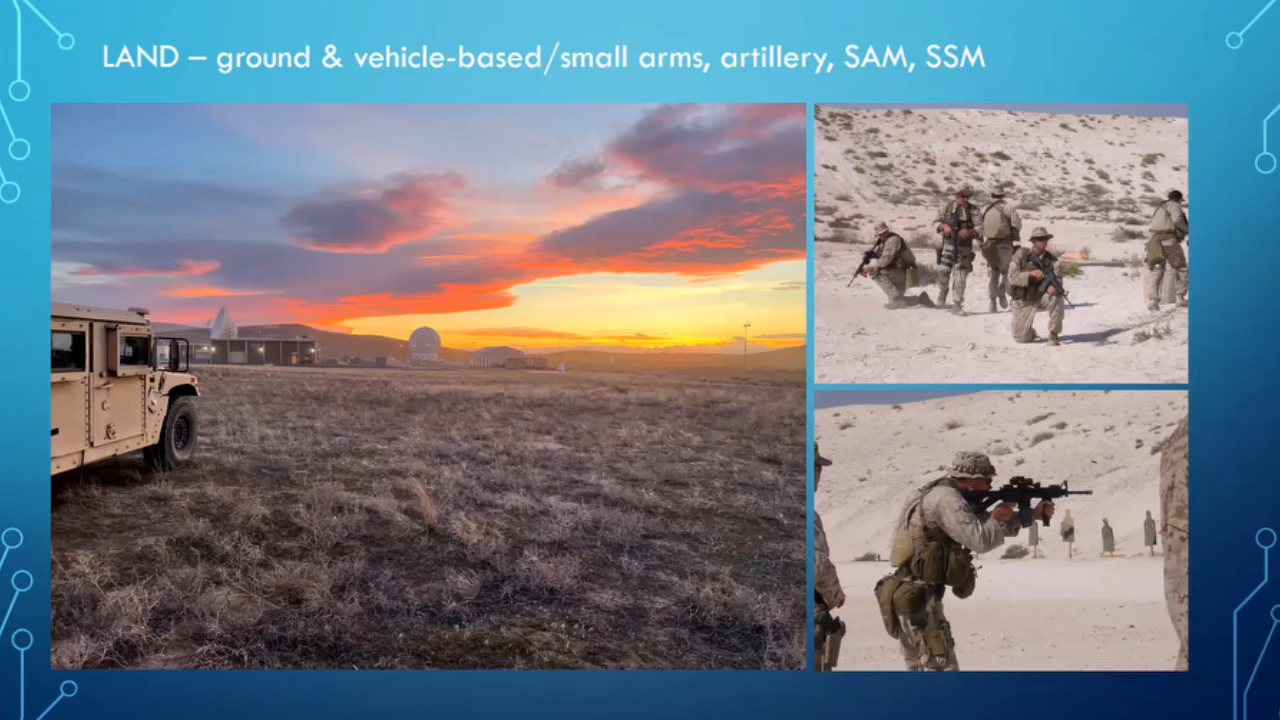 LAND – ground & vehicle-based/small arms, artillery, SAM, SSM